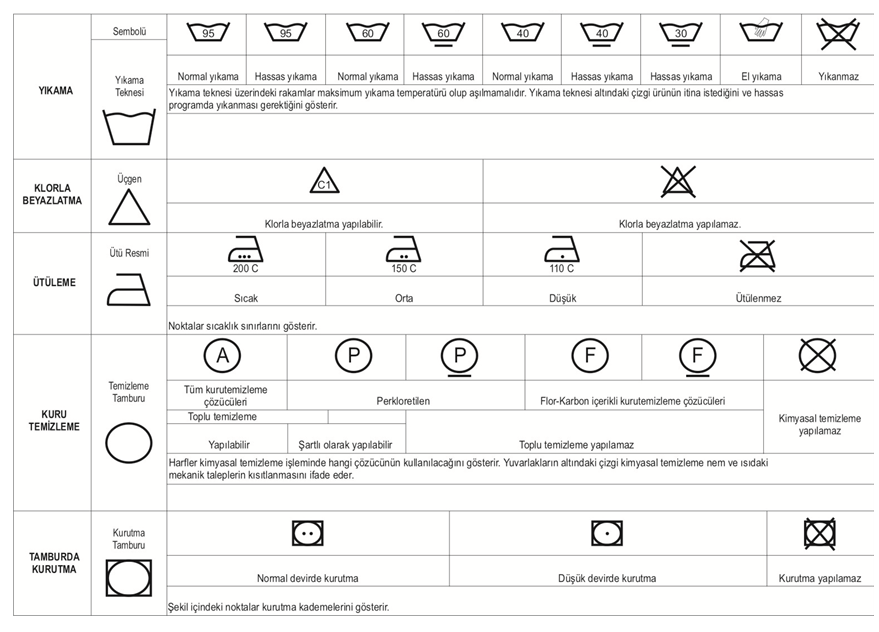 Sembolü
95 95 60 60 40 40 30
YIKAMA
Yıkama
Teknesi
Normal yıkama Hassas yıkama Normal yıkama Hassas yıkama Normal yıkama Hassas yıkama Hassas yıkama El yıkama Yıkanmaz
Yıkama teknesi üzerindeki rakamlar maksimum yıkama temperatürü olup aşılmamalıdır. Yıkama teknesi altındaki çizgi ürünün itina istediğini ve hassas
programda yıkanması gerektiğini gösterir.
KLORLA
BEYAZLATMA
Üçgen
C1
Klorla beyazlatma yapılabilir. Klorla beyazlatma yapılamaz.
ÜTÜLEME
Ütü Resmi
200 C 150 C 110 C
Sıcak Orta Düşük Ütülenmez
Noktalar sıcaklık sınırlarını gösterir.
KURU
TEMİZLEME
Temizleme
Tamburu
A P P F F
Tüm kurutemizleme
çözücüleri
Perkloretilen Flor-Karbon içerikli kurutemizleme çözücüleri
Kimyasal temizleme
yapılamaz
Toplu temizleme
Yapılabilir Şartlı olarak yapılabilir Toplu temizleme yapılamaz
Harfler kimyasal temizleme işleminde hangi çözücünün kullanılacağını gösterir. Yuvarlakların altındaki çizgi kimyasal temizleme nem ve ısıdaki
mekanik taleplerin kısıtlanmasını ifade eder.
TAMBURDA
KURUTMA
Kurutma
Tamburu
Normal devirde kurutma Düşük devirde kurutma Kurutma yapılamaz
Şekil içindeki noktalar kurutma kademelerini gösterir.